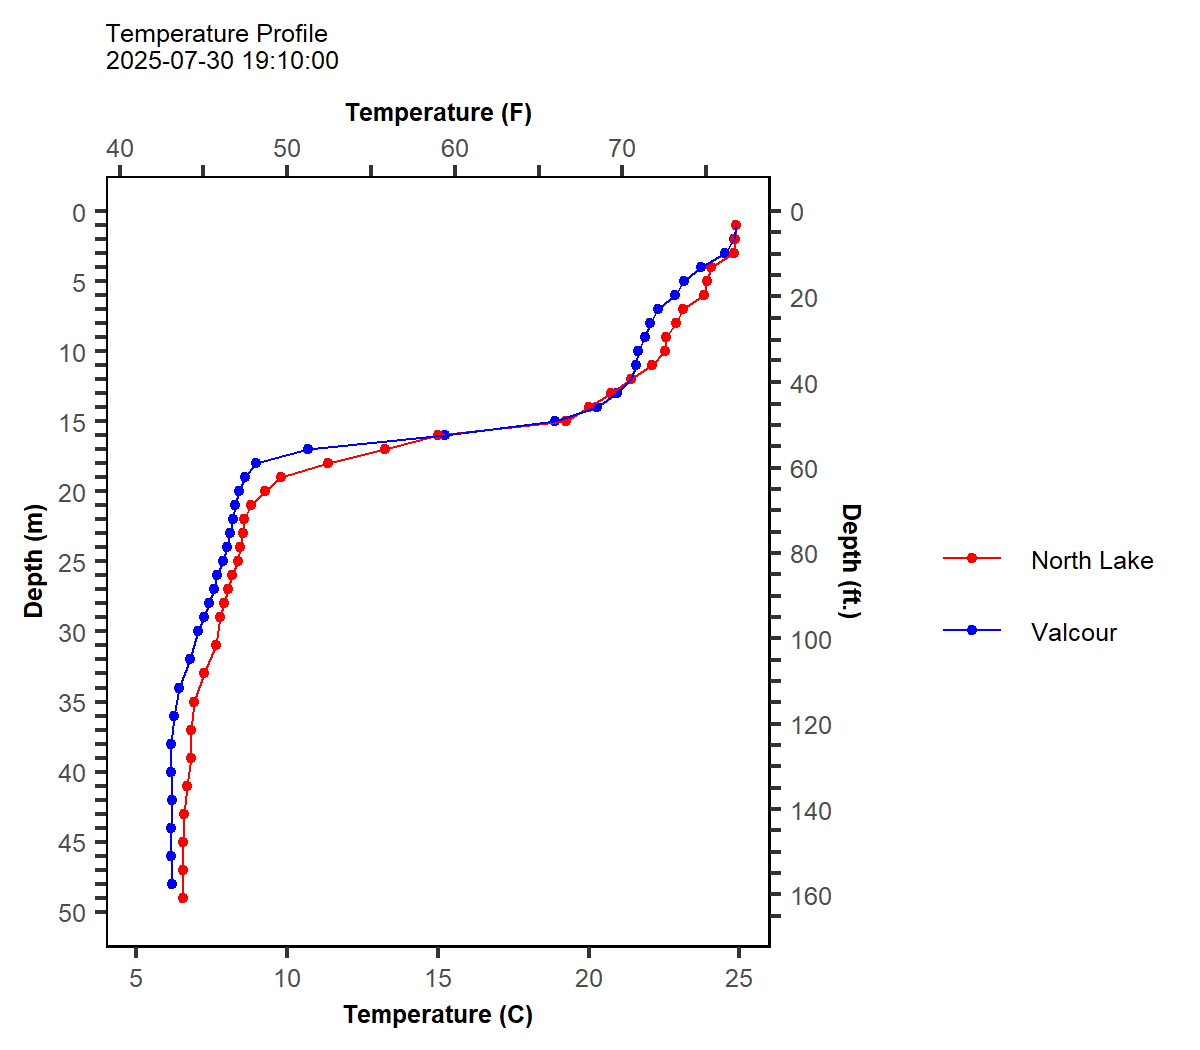 Temperature Profile
2025-07-30 19:10:00
Temperature (F)
40 50 60 70
0
5
10
15
20
25
30
35
40
45
50
Depth (m)
0
20
40
60
80
100
120
140
160
Depth (ft.)
North Lake
Valcour
5 10 15 20 25
Temperature (C)